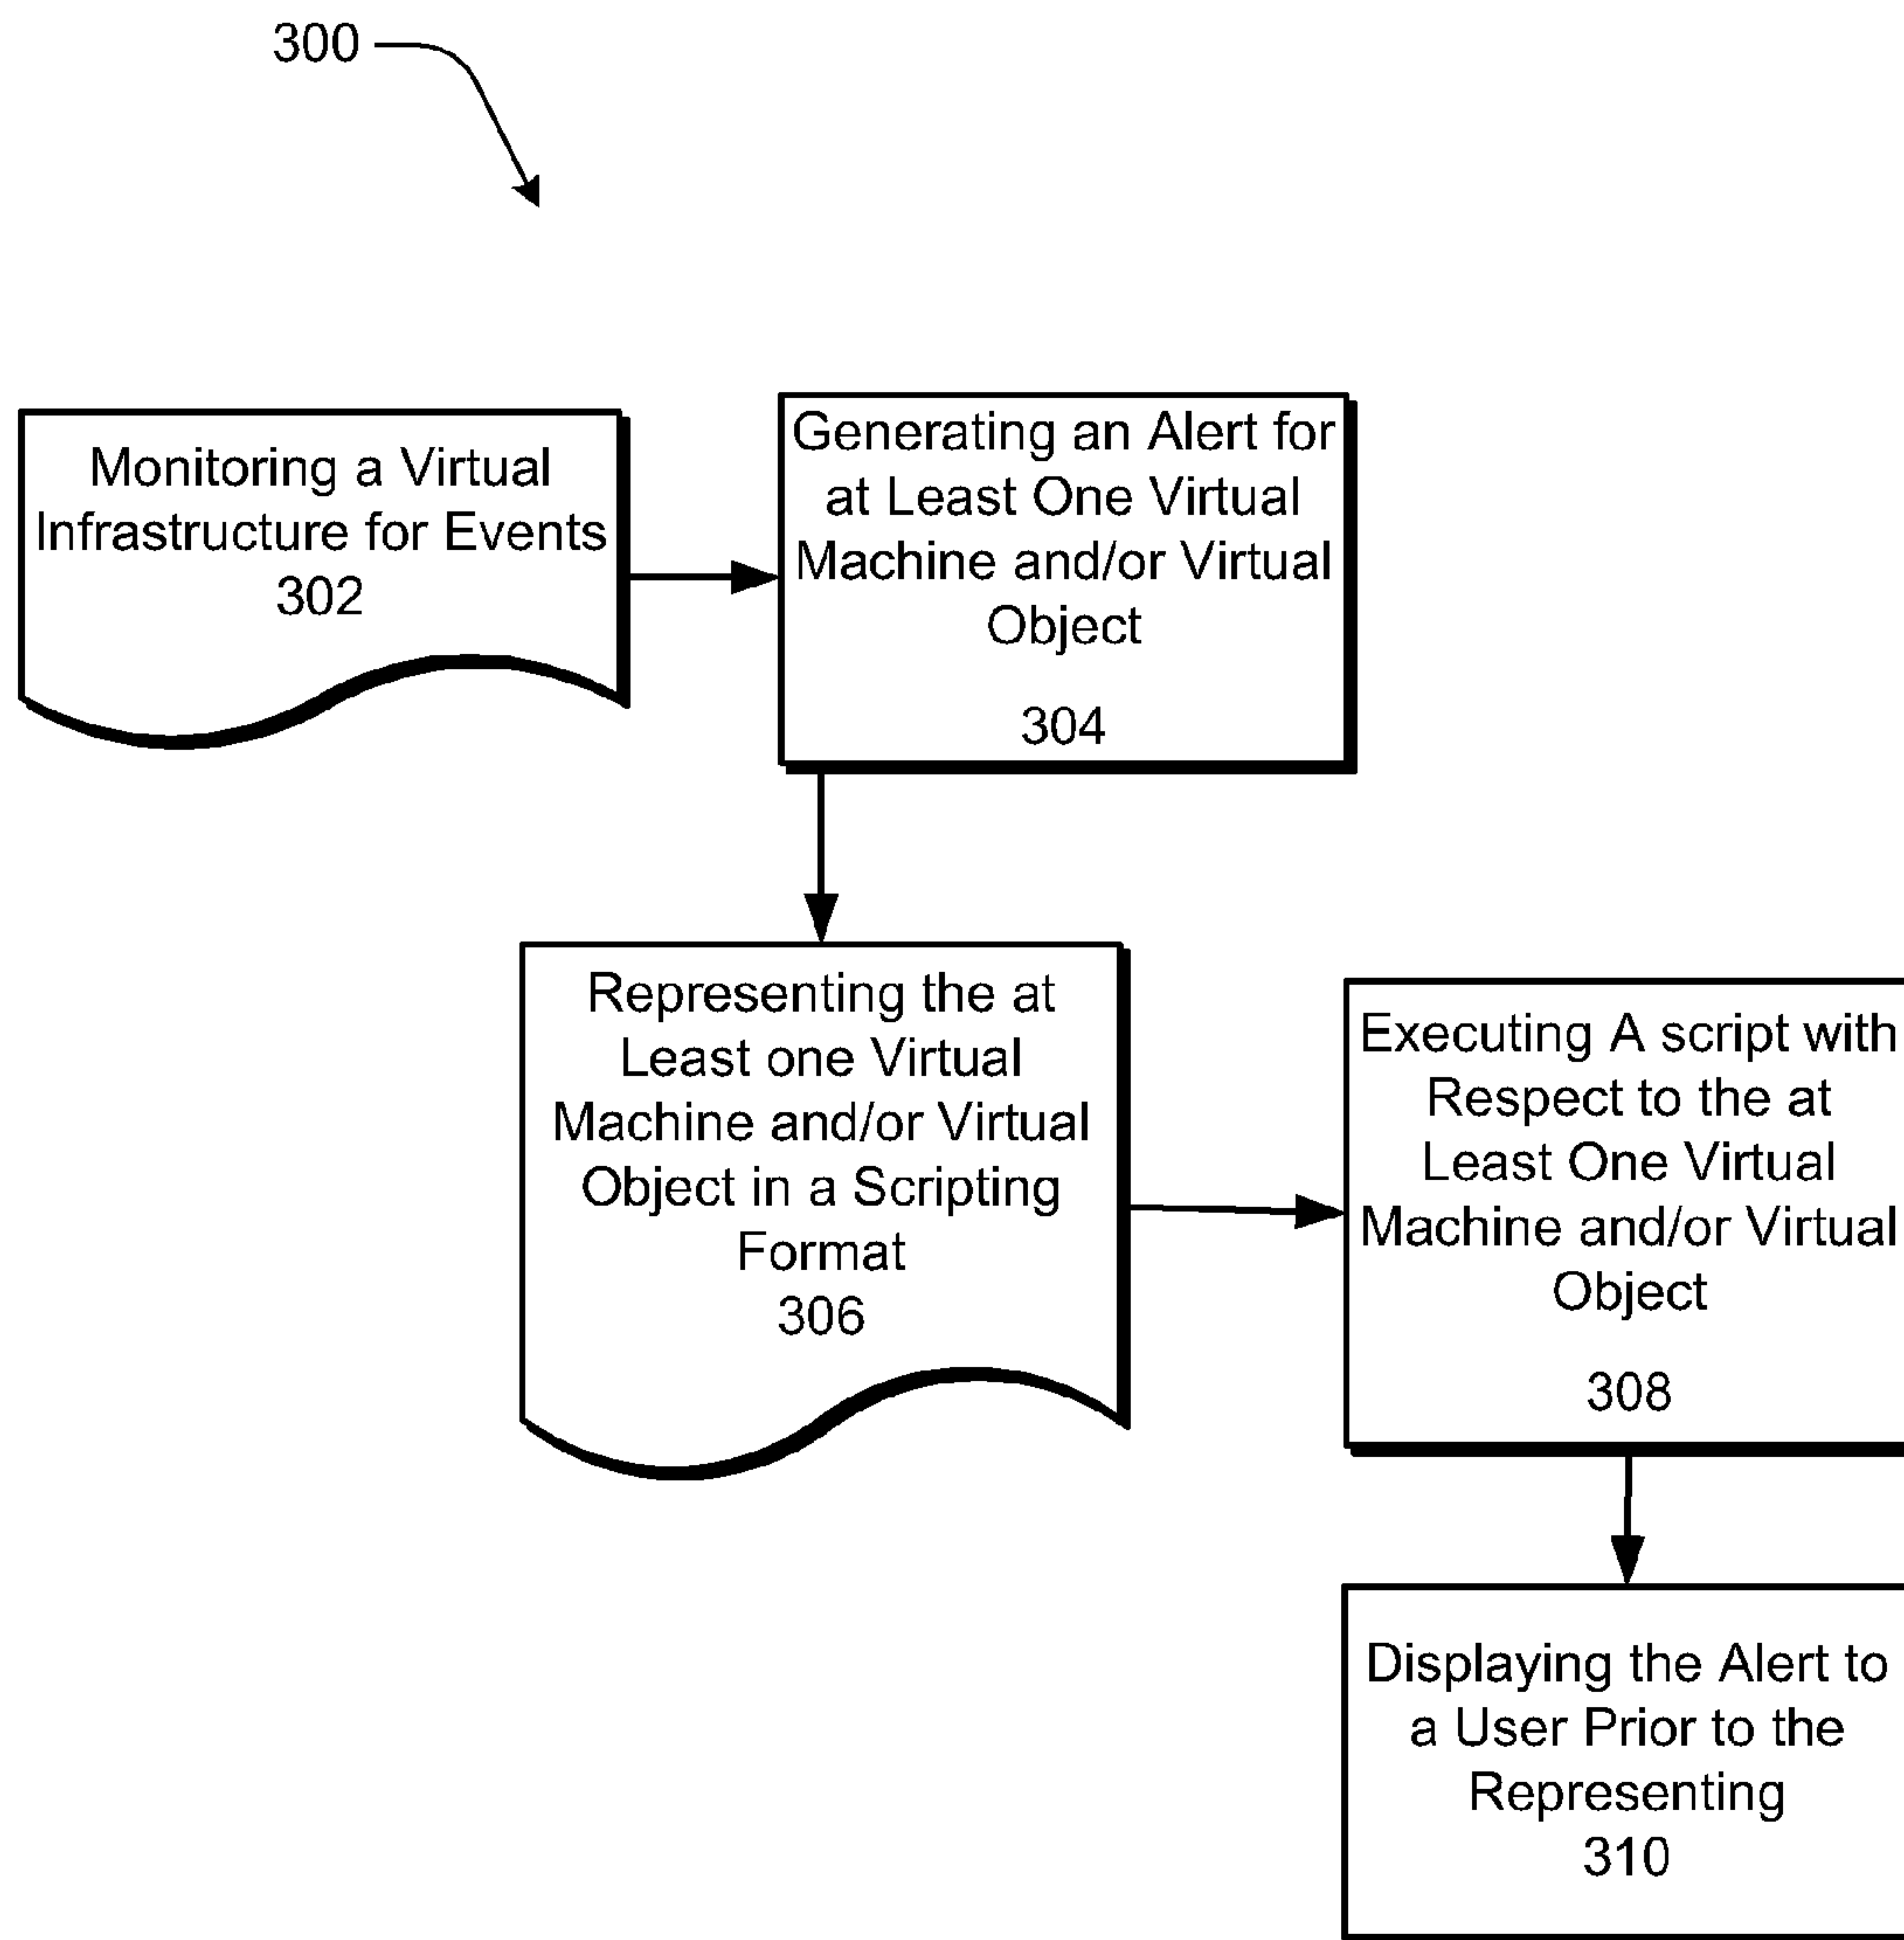 300
Monitoring a Virtual
Infrastructure for Events
302
Generating an Alert for
at Least One Virtual
Machine and/or Virtual
Object
304
Representing the at
Least one Virtual
Machine and/or Virtual
Object in a Scripting
Format
306
Executing A script with
Respect to the at
Least One Virtual
Machine and/or Virtual
Object
308
Displaying the Alert to
a User Prior to the
Representing
310